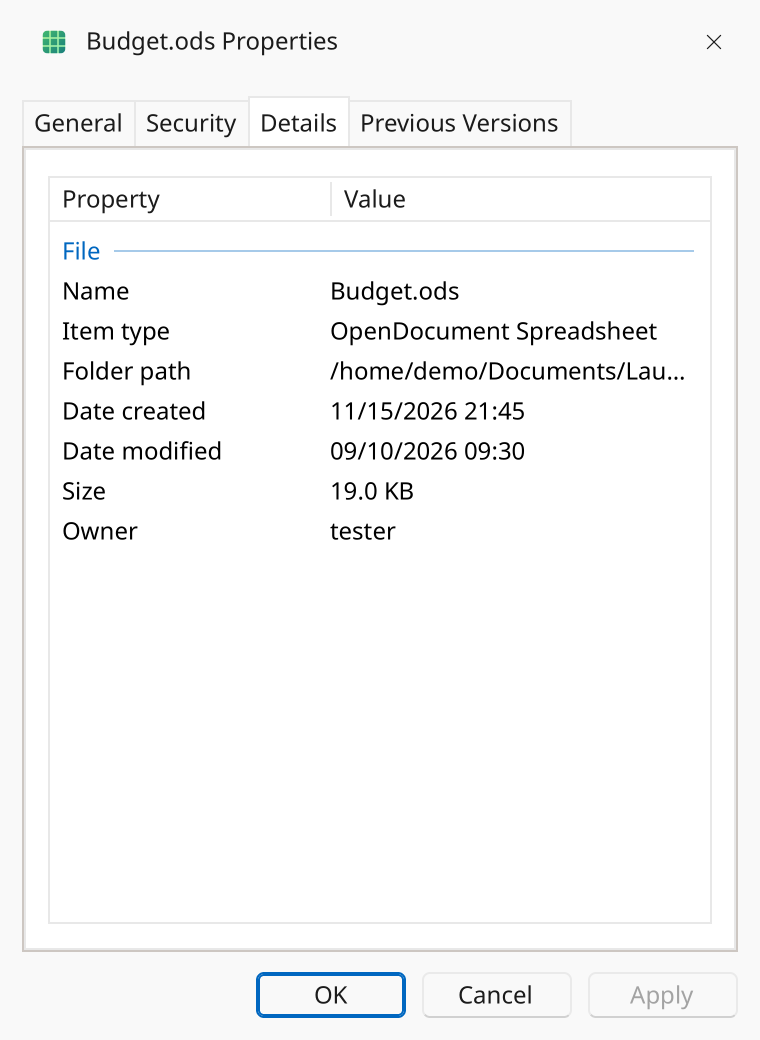 Budget.ods Properties
General Security Details Previous Versions
Property Value
File
Name Budget.ods
Item type OpenDocument Spreadsheet
Folder path /home/demo/Documents/Lau...
Date created 11/15/2026 21:45
Date modified 09/10/2026 09:30
Size 19.0 KB
Owner tester
OK Cancel Apply